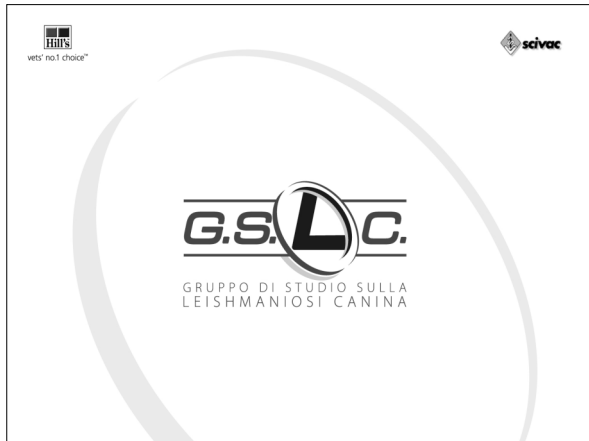 Hill's
vets' no.1 choice™
scivac
G.S.L.C.
GRUPPO DI STUDIO SULLA
LEISHMANIOSI CANINA